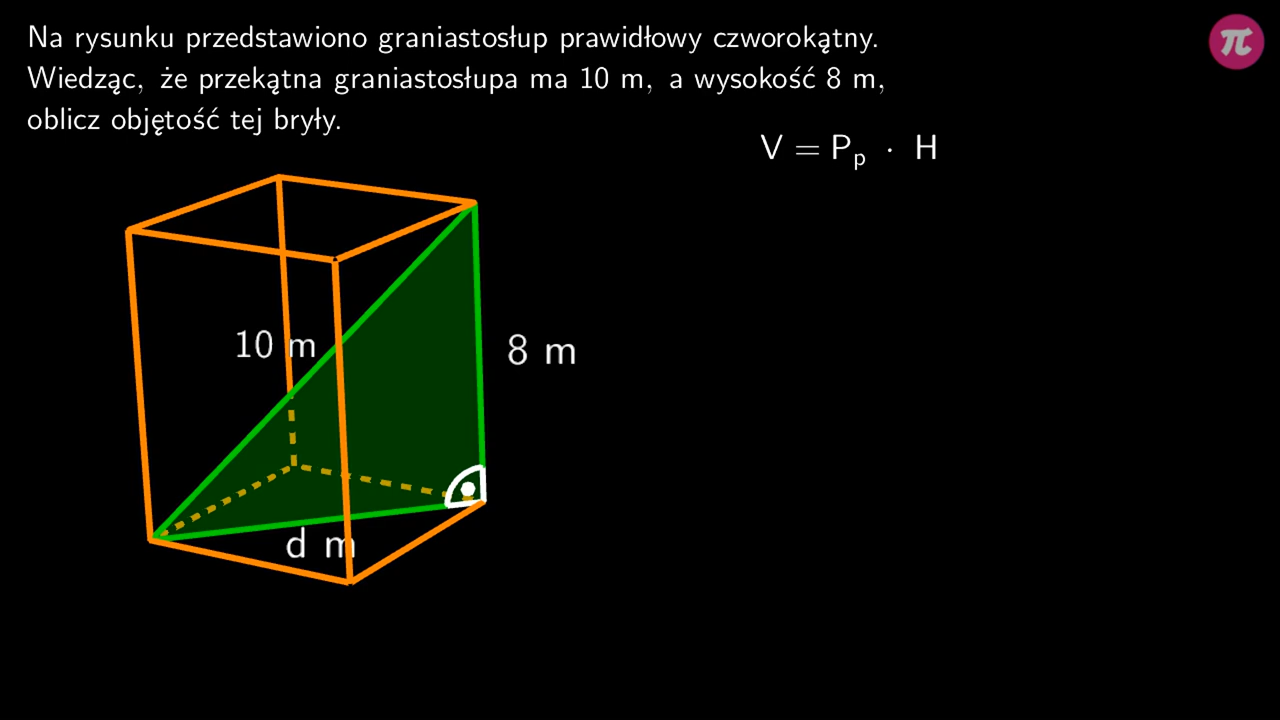 Na rysunku przedstawiono graniastosłup prawidłowy czworokątny.
Wiedząc, że przekątna graniastosłupa ma 10 m, a wysokość 8 m,
oblicz objętość tej bryły.
π
V = Pₚ · H
10 m
8 m
d m